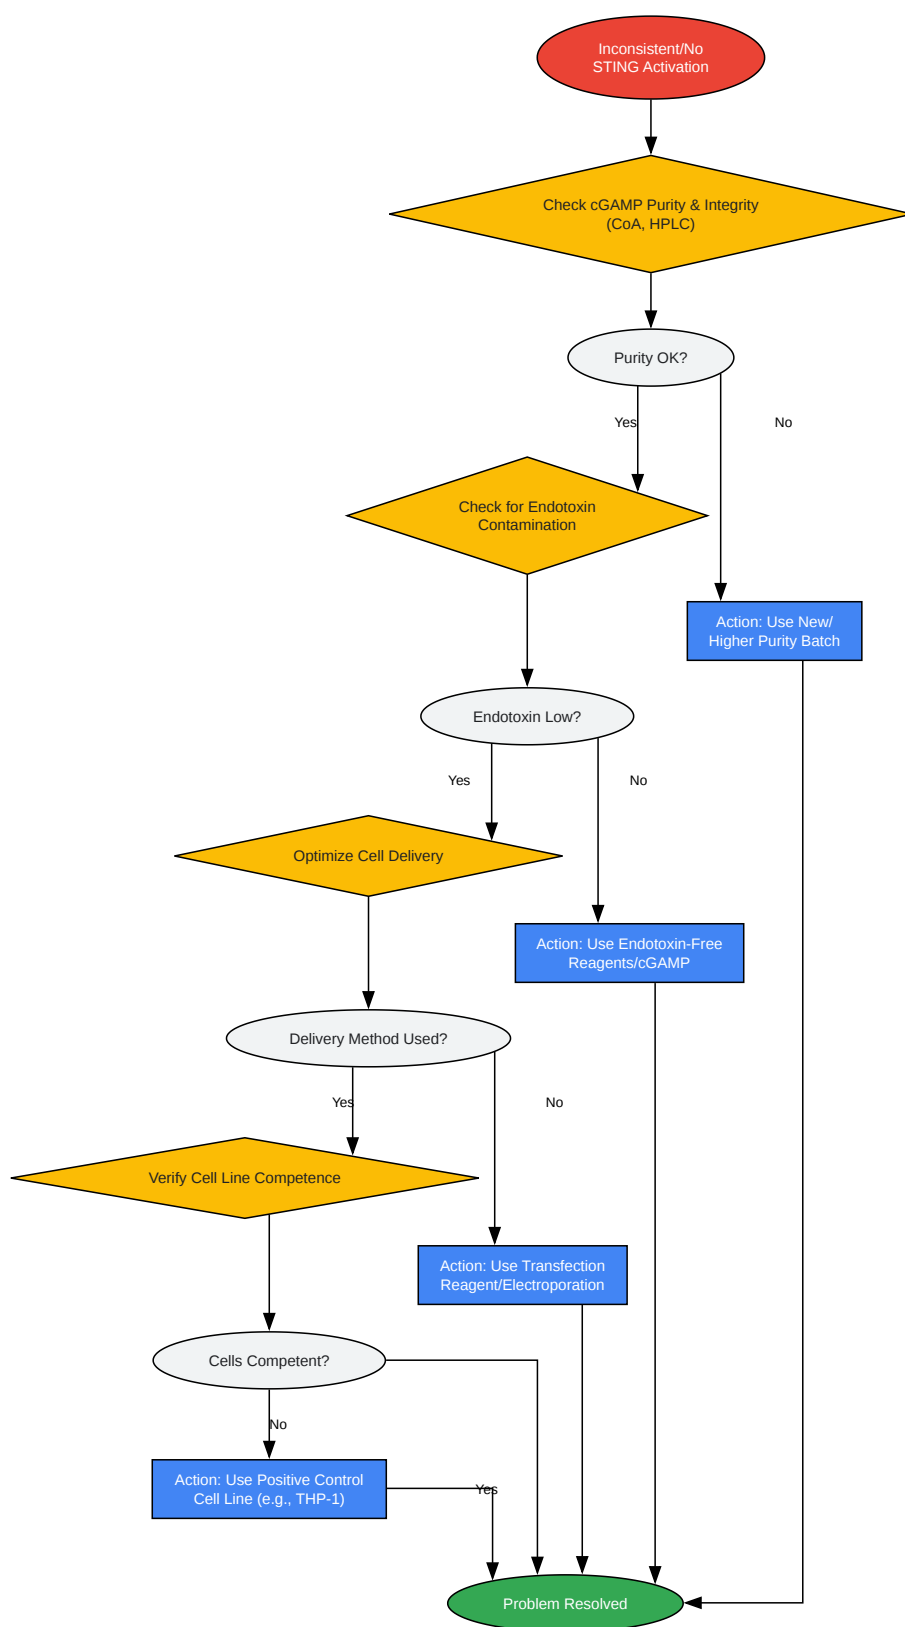 Inconsistent/No
STING Activation
Check cGAMP Purity & Integrity
(CoA, HPLC)
Purity OK?
Yes
No
Check for Endotoxin
Contamination
Action: Use New/
Higher Purity Batch
Endotoxin Low?
Yes
No
Optimize Cell Delivery
Action: Use Endotoxin-Free
Reagents/cGAMP
Delivery Method Used?
Yes
No
Verify Cell Line Competence
Action: Use Transfection
Reagent/Electroporation
Cells Competent?
No
Action: Use Positive Control
Cell Line (e.g., THP-1)
Yes
Problem Resolved